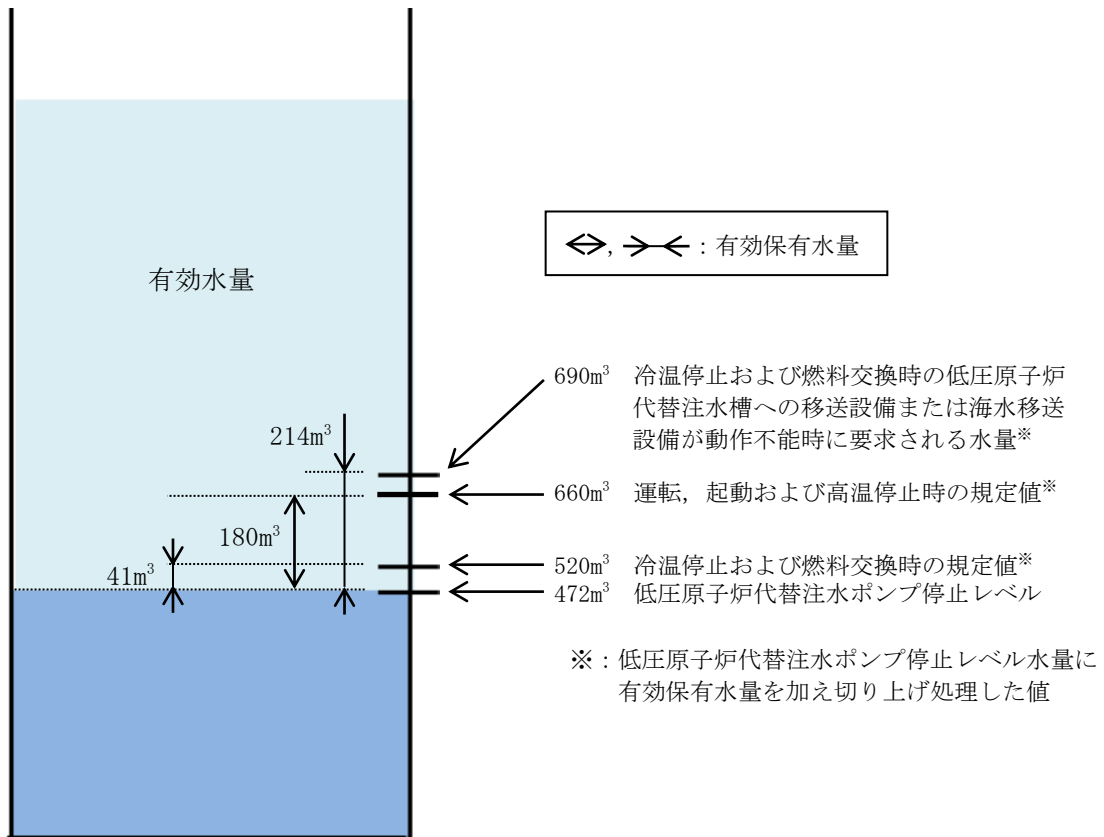 有効水量
：有効保有水量
690m³ 冷温停止および燃料交換時の低圧原子炉
代替注水槽への移送設備または海水移送
設備が動作不能時に要求される水量※
214m³
660m³ 運転，起動および高温停止時の規定値※
180m³
520m³ 冷温停止および燃料交換時の規定値※
41m³
472m³ 低圧原子炉代替注水ポンプ停止レベル
※：低圧原子炉代替注水ポンプ停止レベル水量に
有効保有水量を加え切り上げ処理した値